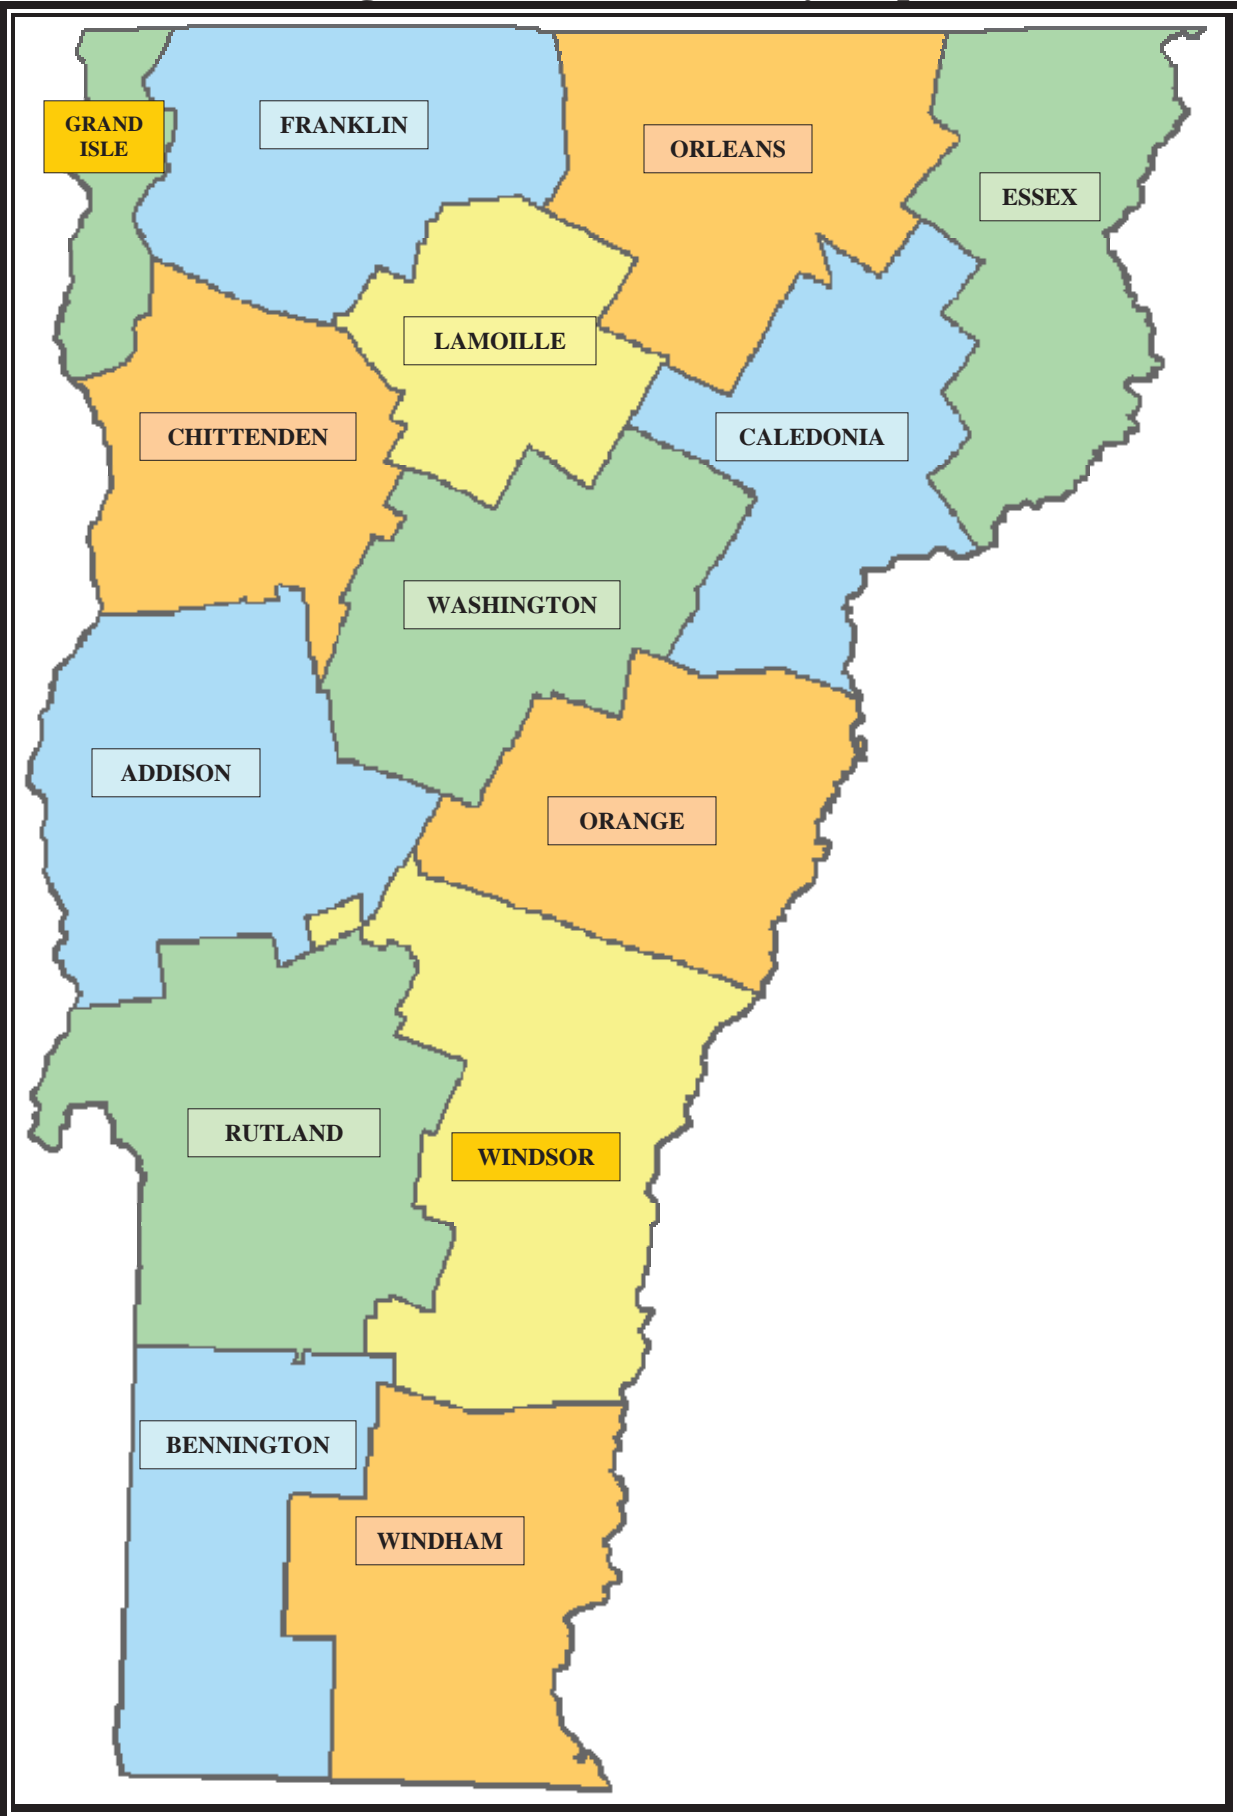 GRAND
ISLE
FRANKLIN
ORLEANS
ESSEX
LAMOILLE
CHITTENDEN
CALEDONIA
WASHINGTON
ADDISON
ORANGE
RUTLAND
WINDSOR
BENNINGTON
WINDHAM